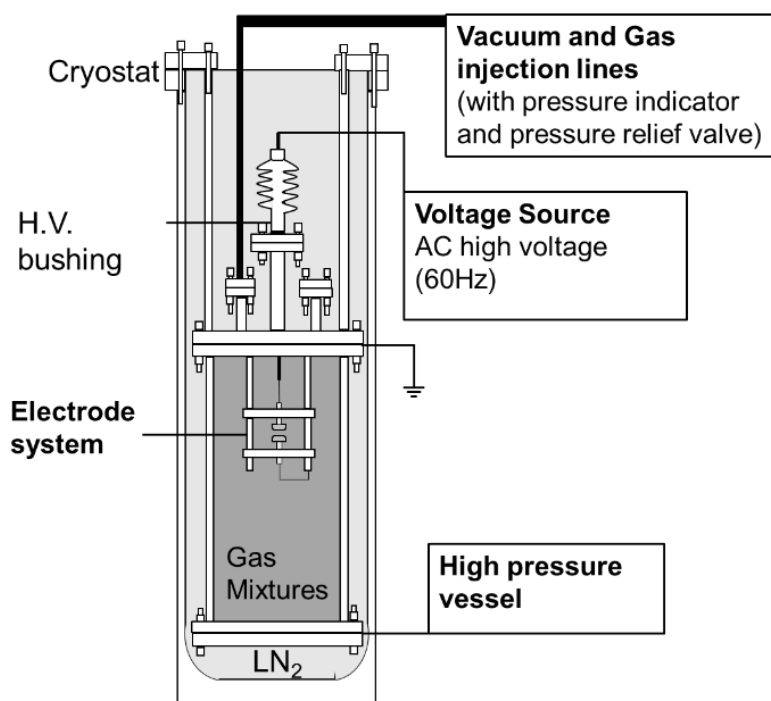 Cryostat
Vacuum and Gas
injection lines
(with pressure indicator
and pressure relief valve)
H.V.
bushing
Voltage Source
AC high voltage
(60Hz)
Electrode
system
Gas
Mixtures
High pressure
vessel
LN₂